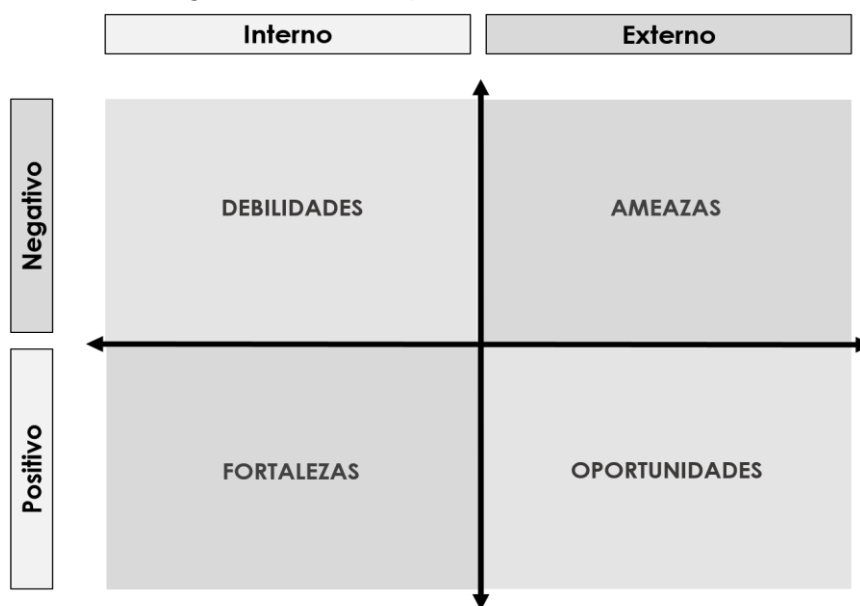 Interno
Externo
Negativo
DEBILIDADES
AMEAZAS
Positivo
FORTALEZAS
OPORTUNIDADES